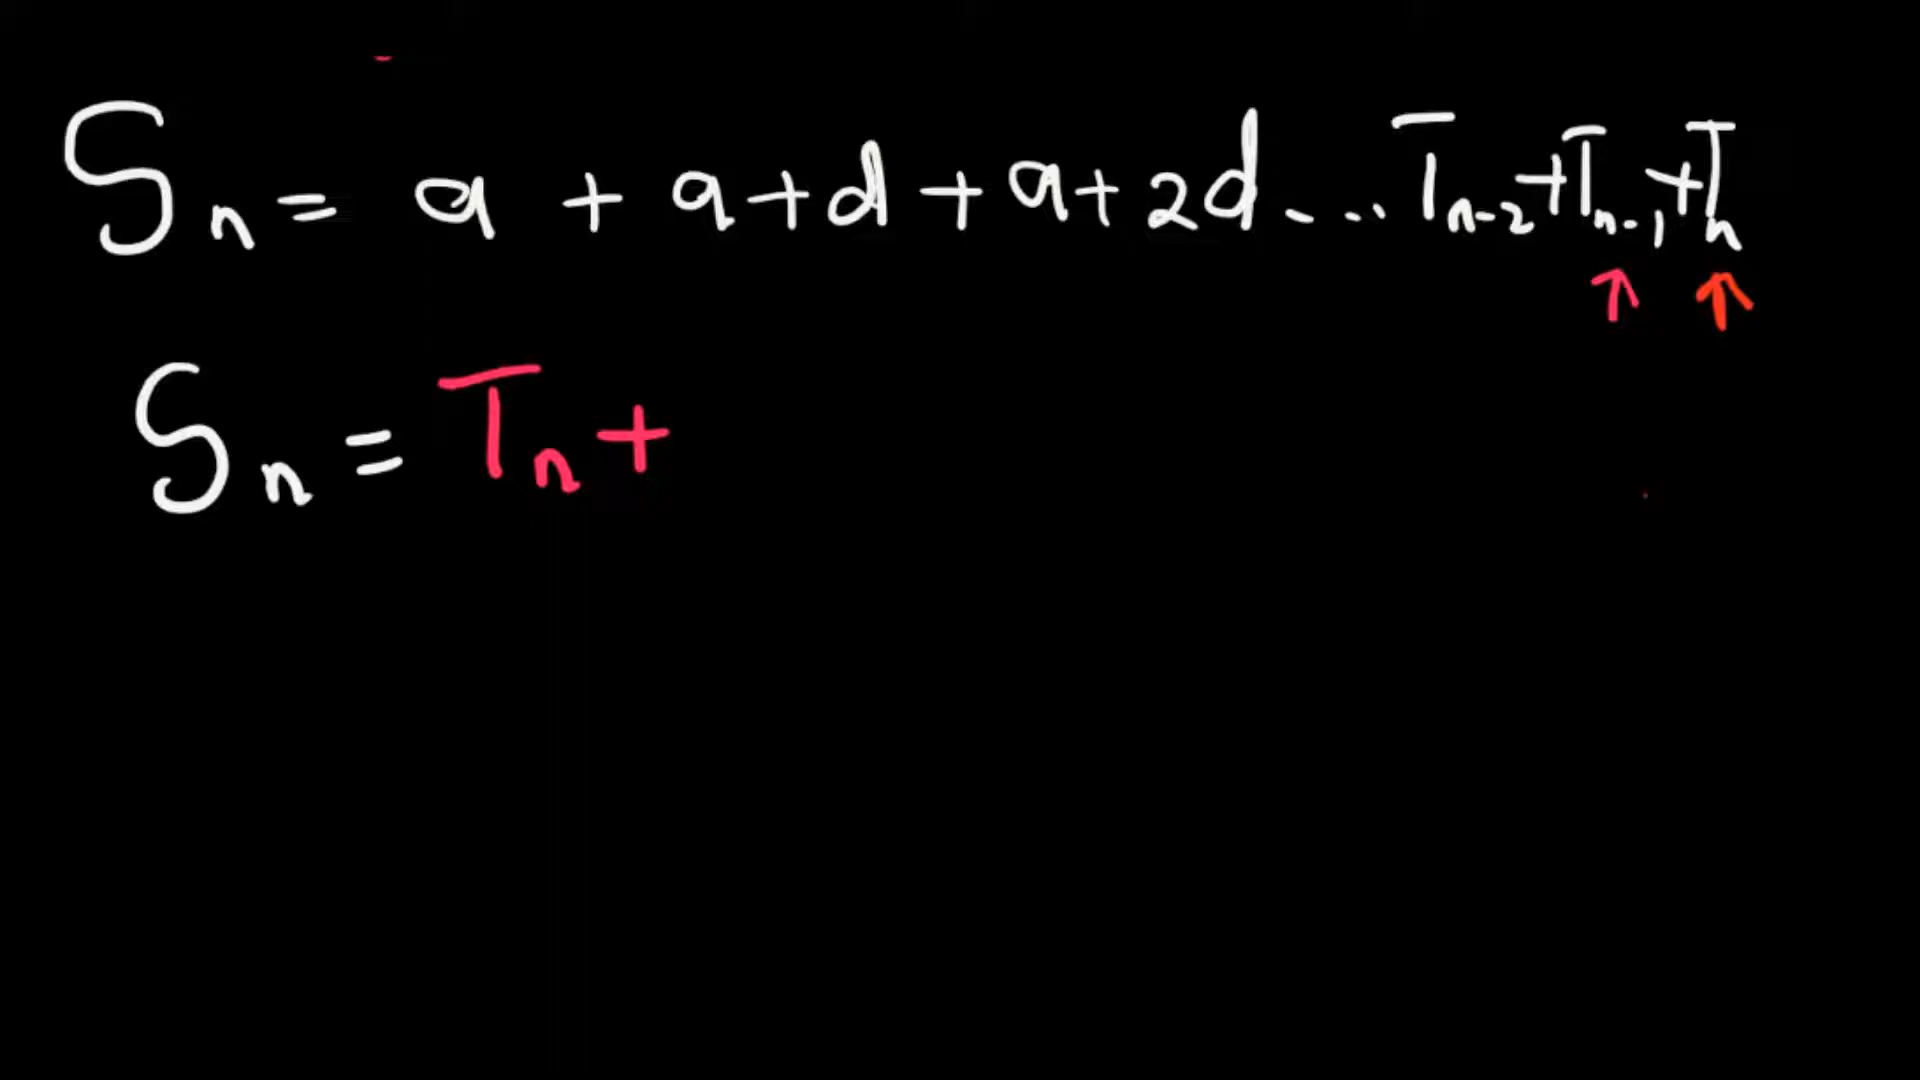 Sₙ = a + a+d + a+2d ... Tₙ₋₂+Tₙ₋₁+Tₙ
Sₙ = Tₙ +